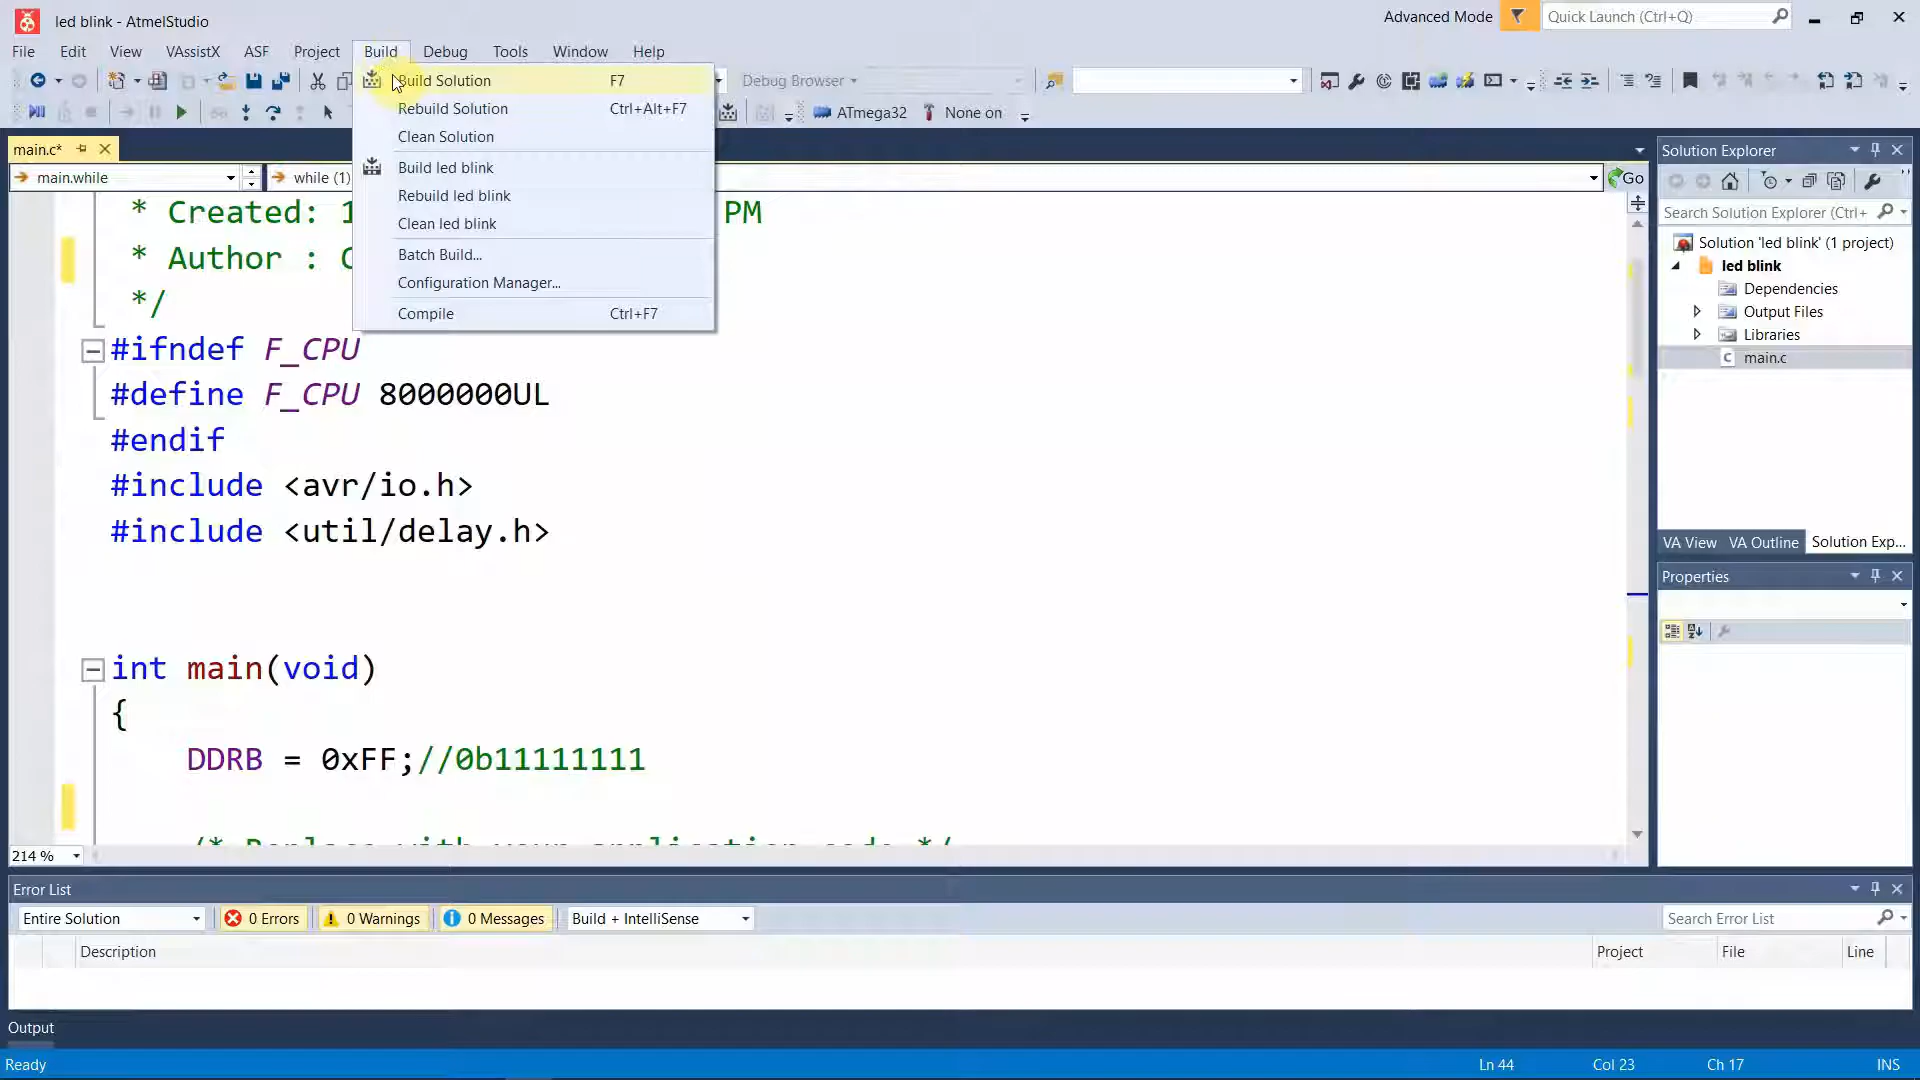 led blink - AtmelStudio
Advanced Mode
Quick Launch (Ctrl+Q)
File Edit View VAssistX ASF Project Build Debug Tools Window Help
Debug Browser
ATmega32 None on
Build Solution F7
Rebuild Solution Ctrl+Alt+F7
Clean Solution
Build led blink
Rebuild led blink
Clean led blink
Batch Build...
Configuration Manager...
Compile Ctrl+F7
main.c*
main.while
while (1)
Go
* Created: 1 PM
* Author :
*/
#ifndef F_CPU
#define F_CPU 8000000UL
#endif
#include <avr/io.h>
#include <util/delay.h>
int main(void)
{
DDRB = 0xFF;//0b11111111
/* Replace with your application code */
214 %
Solution Explorer
Search Solution Explorer (Ctrl+
Solution 'led blink' (1 project)
led blink
Dependencies
Output Files
Libraries
main.c
VA View VA Outline Solution Exp...
Properties
Error List
Entire Solution 0 Errors 0 Warnings 0 Messages Build + IntelliSense
Search Error List
Description Project File Line
Output
Ready Ln 44 Col 23 Ch 17 INS